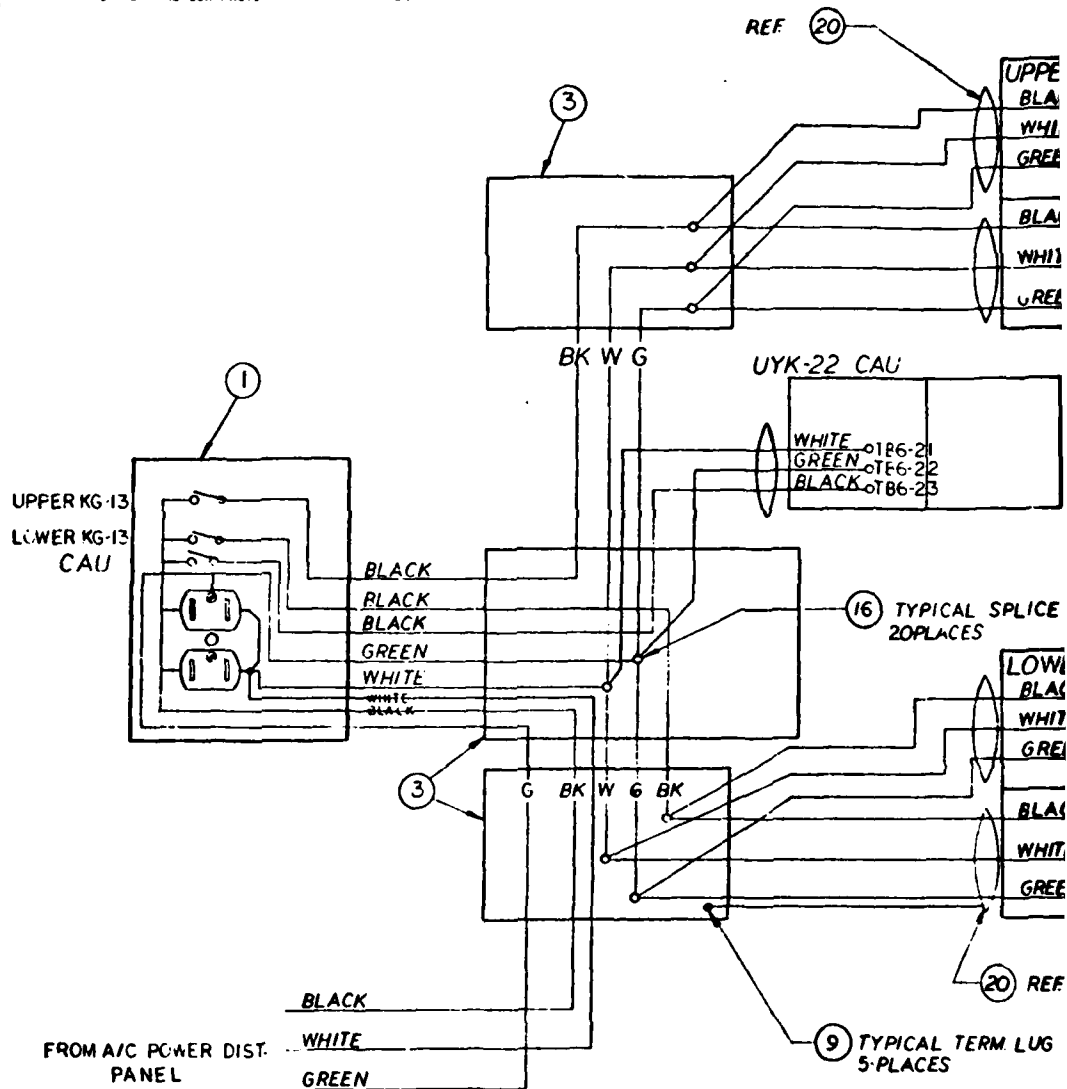 REF. 20
UPPE
BLA
WHI
GREE
3
BLA
WHIT
GREE
BK W G
UYK-22 CAU
1
WHITE TB6-21
GREEN TB6-22
BLACK TB6-23
UPPER KG-13
LOWER KG-13
CAU
BLACK
BLACK
BLACK
GREEN
WHITE
WHITE
BLACK
16 TYPICAL SPLICE
20PLACES
LOWE
BLAC
WHIT
GREE
3
G BK W G BK
BLAC
WHITE
GREE
20 REF.
BLACK
WHITE
GREEN
FROM A/C POWER DIST.
PANEL
9 TYPICAL TERM. LUG
5-PLACES